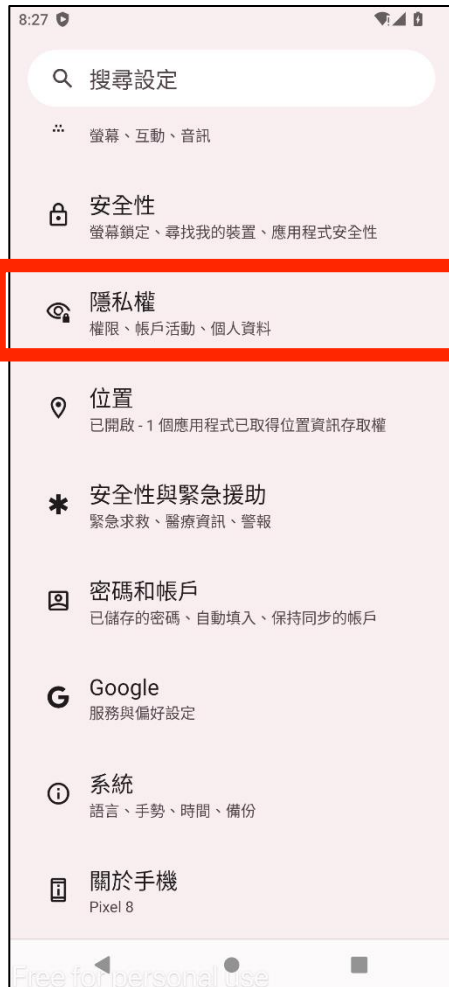 8:27
搜尋設定
螢幕、互動、音訊
安全性
螢幕鎖定、尋找我的裝置、應用程式安全性
隱私權
權限、帳戶活動、個人資料
位置
已開啟 - 1 個應用程式已取得位置資訊存取權
安全性與緊急援助
緊急求救、醫療資訊、警報
密碼和帳戶
已儲存的密碼、自動填入、保持同步的帳戶
Google
服務與偏好設定
系統
語言、手勢、時間、備份
關於手機
Pixel 8
Free for personal use